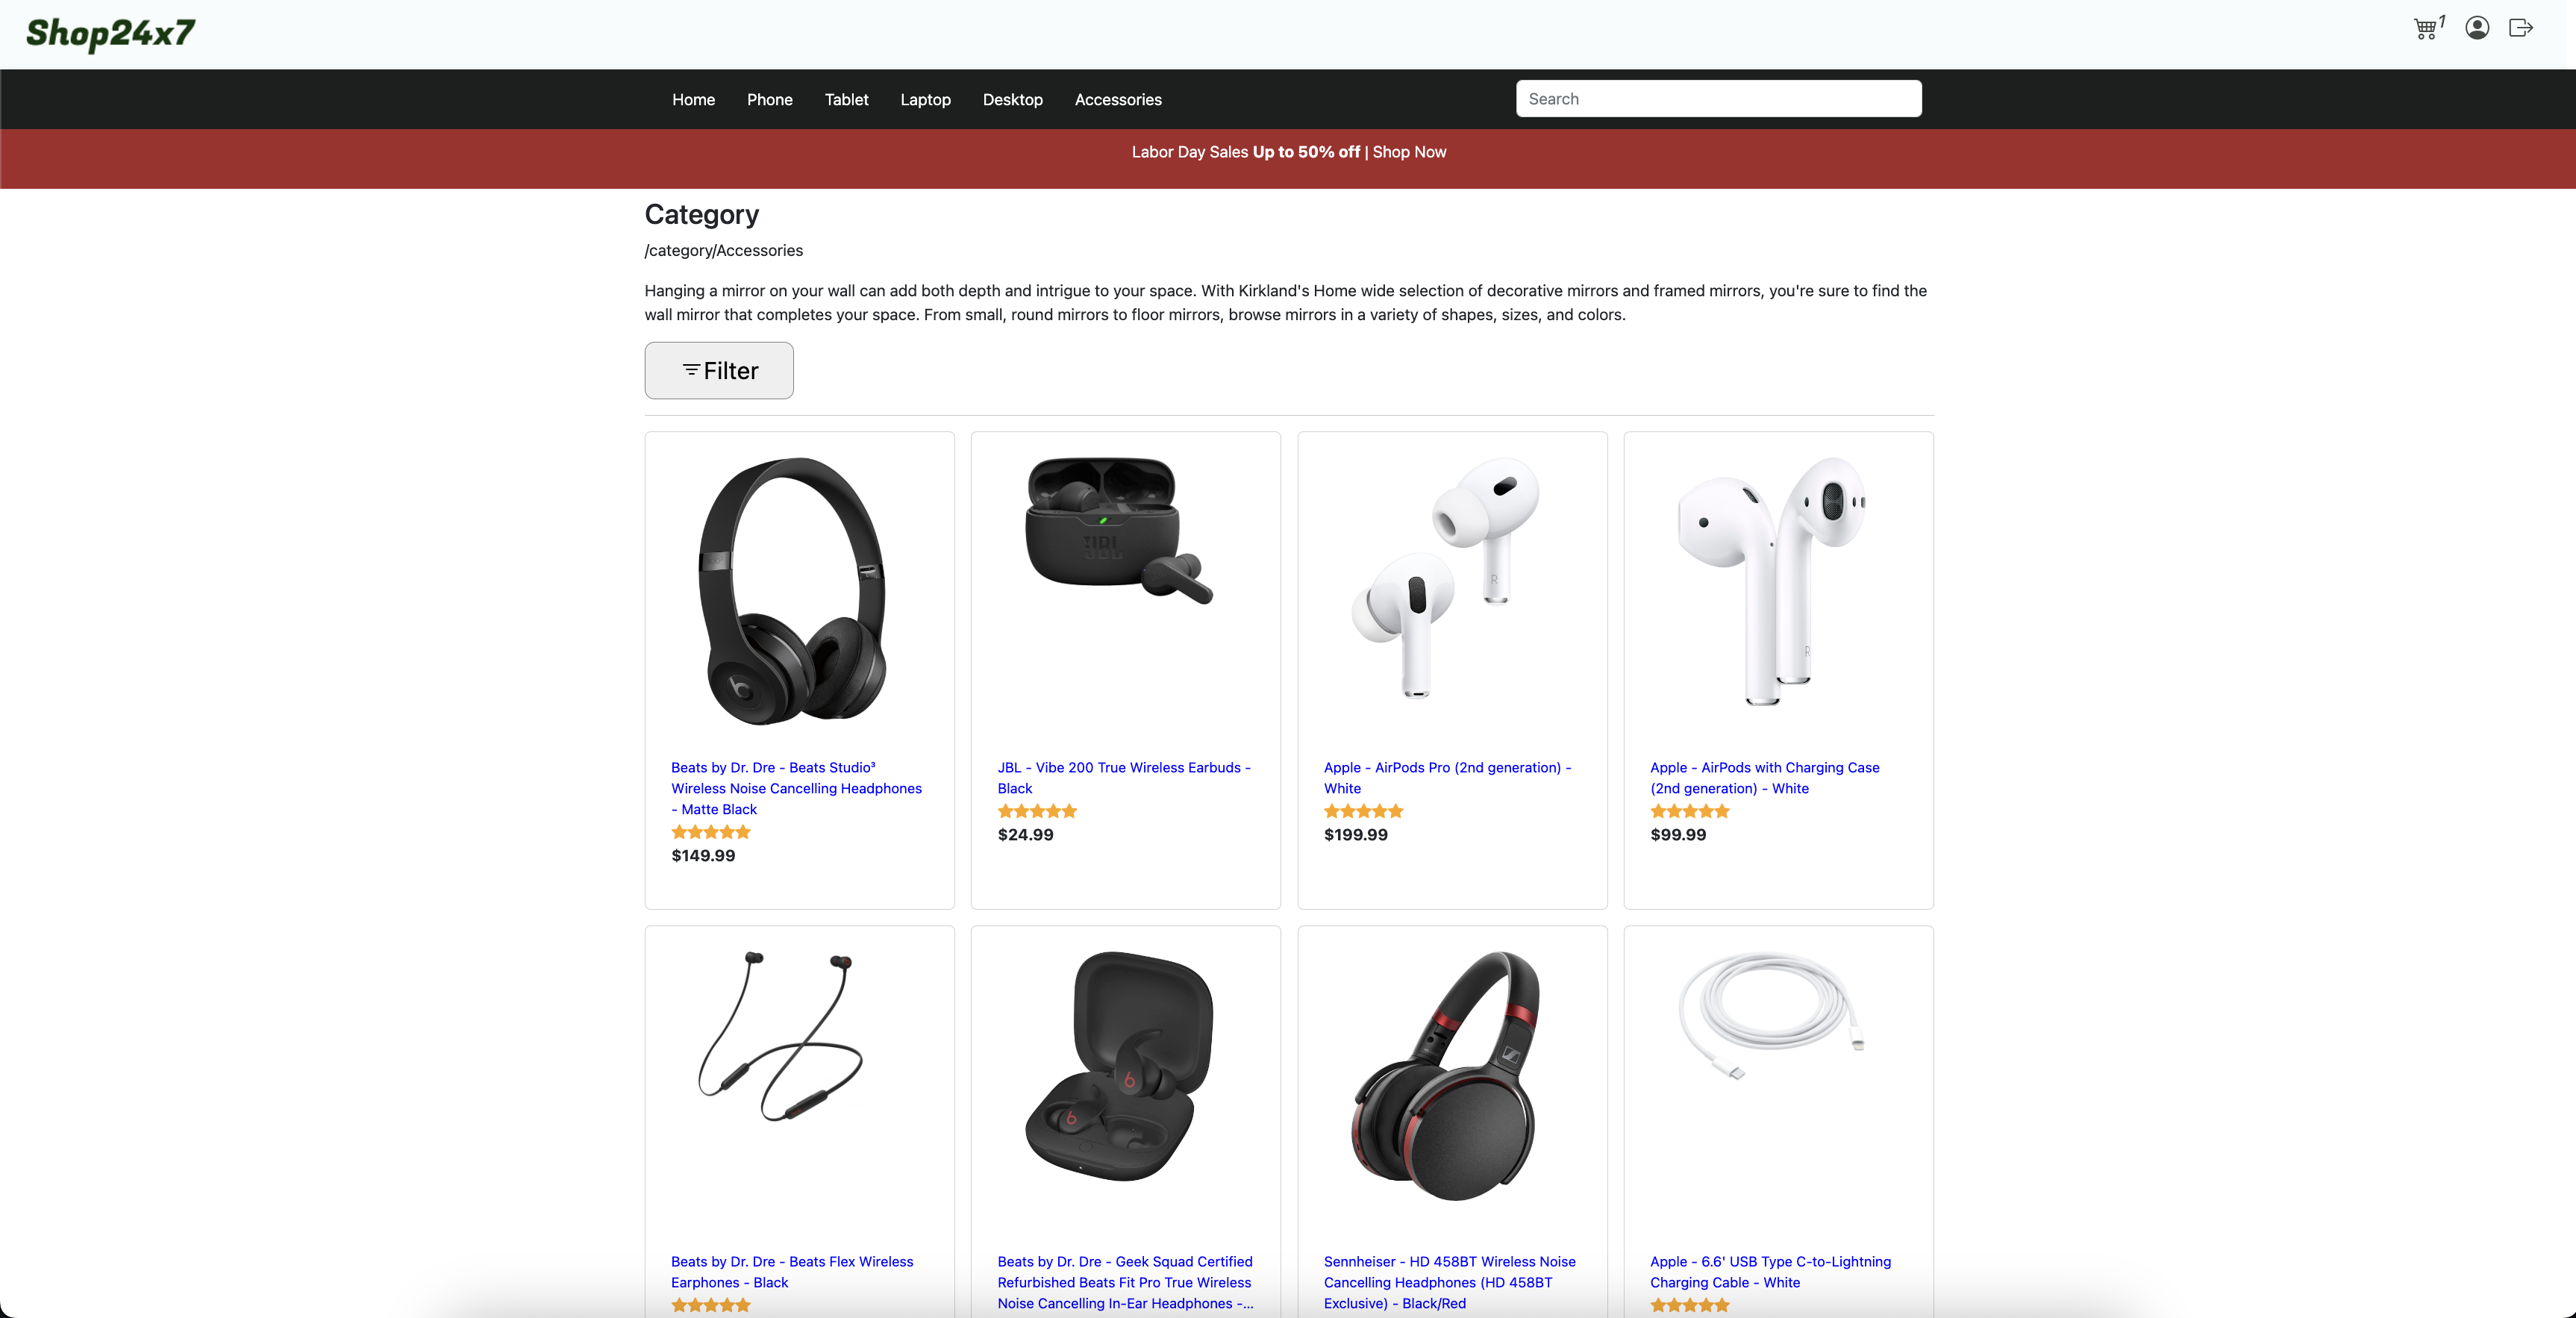 Shop24x7
1
Home Phone Tablet Laptop Desktop Accessories Search
Labor Day Sales Up to 50% off | Shop Now
Category
/category/Accessories
Hanging a mirror on your wall can add both depth and intrigue to your space. With Kirkland's Home wide selection of decorative mirrors and framed mirrors, you're sure to find the
wall mirror that completes your space. From small, round mirrors to floor mirrors, browse mirrors in a variety of shapes, sizes, and colors.
Filter
JBL
R
R
Beats by Dr. Dre - Beats Studio³
Wireless Noise Cancelling Headphones
- Matte Black
$149.99
JBL - Vibe 200 True Wireless Earbuds -
Black
$24.99
Apple - AirPods Pro (2nd generation) -
White
$199.99
Apple - AirPods with Charging Case
(2nd generation) - White
$99.99
Beats by Dr. Dre - Beats Flex Wireless
Earphones - Black
Beats by Dr. Dre - Geek Squad Certified
Refurbished Beats Fit Pro True Wireless
Noise Cancelling In-Ear Headphones -...
Sennheiser - HD 458BT Wireless Noise
Cancelling Headphones (HD 458BT
Exclusive) - Black/Red
Apple - 6.6' USB Type C-to-Lightning
Charging Cable - White